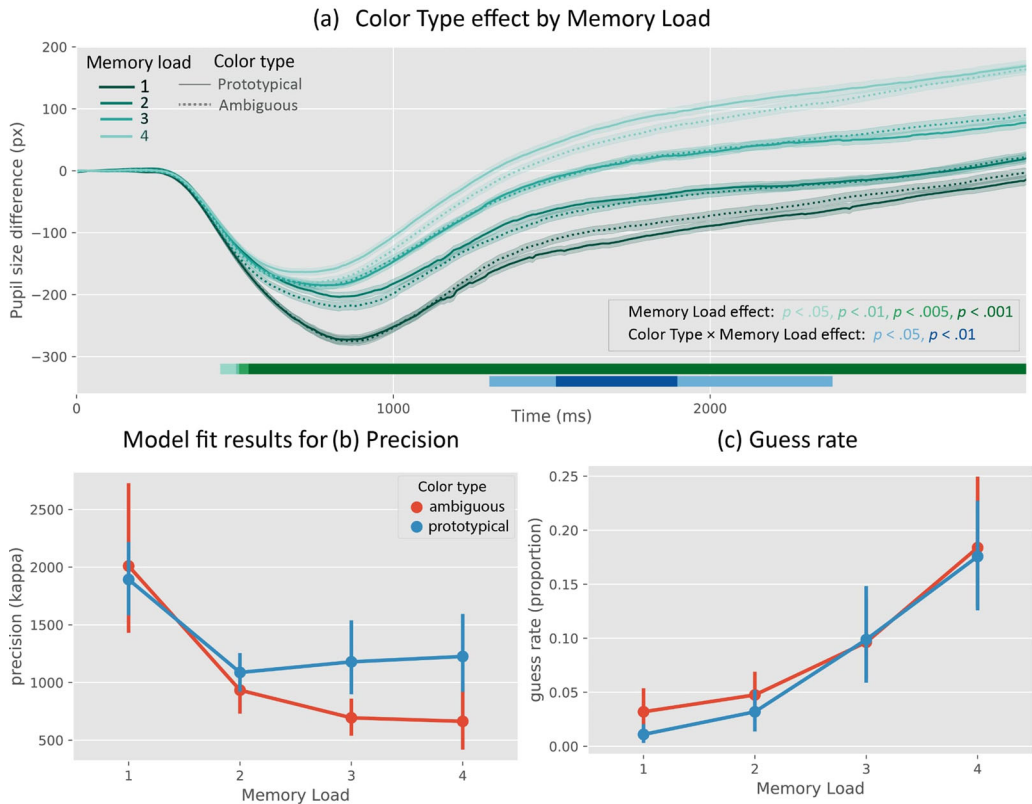 (a) Color Type effect by Memory Load
200
100
0
−100
−200
−300
Pupil size difference (px)
Memory load
1
2
3
4
Color type
Prototypical
Ambiguous
Memory Load effect: p < .05, p < .01, p < .005, p < .001
Color Type × Memory Load effect: p < .05, p < .01
0
1000
2000
Time (ms)
Model fit results for (b) Precision
2500
2000
1500
1000
500
precision (kappa)
Color type
ambiguous
prototypical
1
2
3
4
Memory Load
(c) Guess rate
0.25
0.20
0.15
0.10
0.05
0.00
guess rate (proportion)
1
2
3
4
Memory Load